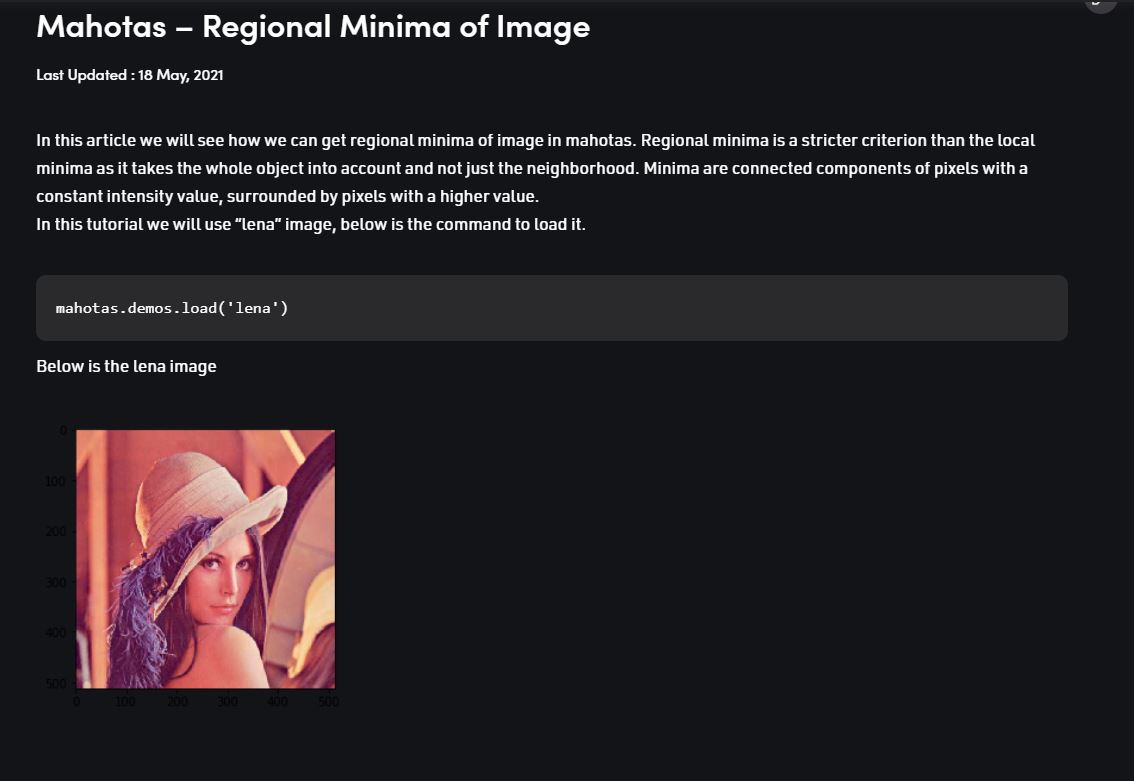 Mahotas – Regional Minima of Image
Last Updated : 18 May, 2021
In this article we will see how we can get regional minima of image in mahotas. Regional minima is a stricter criterion than the local
minima as it takes the whole object into account and not just the neighborhood. Minima are connected components of pixels with a
constant intensity value, surrounded by pixels with a higher value.
In this tutorial we will use “lena” image, below is the command to load it.
mahotas.demos.load('lena')
Below is the lena image
0
100
200
300
400
500
0 100 200 300 400 500